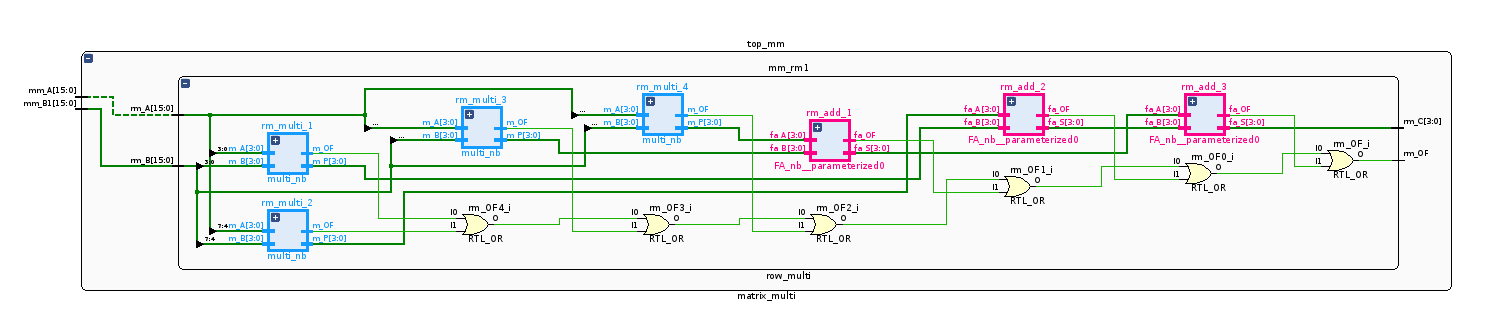 top_mm
mm_rm1
mm_A[15:0]
mm_B1[15:0]
rm_A[15:0]
rm_B[15:0]
rm_multi_1
3:0
m_A[3:0]
m_OF
3:0
m_B[3:0]
m_P[3:0]
multi_nb
rm_multi_2
7:4
m_A[3:0]
m_OF
7:4
m_B[3:0]
m_P[3:0]
multi_nb
rm_multi_3
...
m_A[3:0]
m_OF
...
m_B[3:0]
m_P[3:0]
multi_nb
rm_multi_4
...
m_A[3:0]
m_OF
...
m_B[3:0]
m_P[3:0]
multi_nb
rm_add_1
fa_A[3:0]
fa_OF
fa_B[3:0]
fa_S[3:0]
FA_nb__parameterized0
rm_add_2
fa_A[3:0]
fa_OF
fa_B[3:0]
fa_S[3:0]
FA_nb__parameterized0
rm_add_3
fa_A[3:0]
fa_OF
fa_B[3:0]
fa_S[3:0]
FA_nb__parameterized0
rm_C[3:0]
rm_OF
rm_OF4_i
I0
O
I1
RTL_OR
rm_OF3_i
I0
O
I1
RTL_OR
rm_OF2_i
I0
O
I1
RTL_OR
rm_OF1_i
I0
O
I1
RTL_OR
rm_OF0_i
I0
O
I1
RTL_OR
rm_OF_i
I0
O
I1
RTL_OR
row_multi
matrix_multi